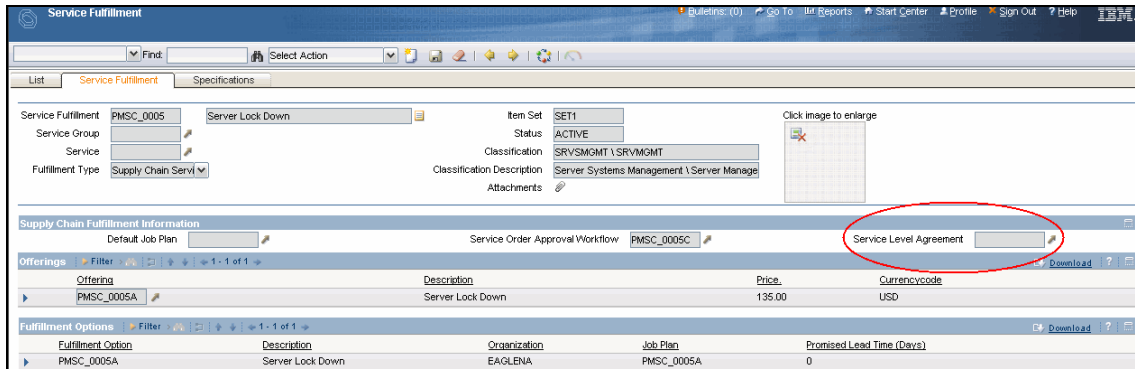 Service Fulfillment
Bulletins: (0) Go To Reports Start Center Profile Sign Out ? Help IBM
Find: Select Action
List Service Fulfillment Specifications
Service Fulfillment PMSC_0005 Server Lock Down Item Set SET1 Click image to enlarge
Service Group Status ACTIVE
Service Classification SRVSMGMT \ SRVMGMT
Fulfillment Type Supply Chain Servi Classification Description Server Systems Management \ Server Manage
Attachments
Supply Chain Fulfillment Information
Default Job Plan Service Order Approval Workflow PMSC_0005C Service Level Agreement
Offerings Filter 1 - 1 of 1 Download ?
Offering Description Price. Currencycode
PMSC_0005A Server Lock Down 135.00 USD
Fulfillment Options Filter 1 - 1 of 1 Download ?
Fulfillment Option Description Organization Job Plan Promised Lead Time (Days)
PMSC_0005A Server Lock Down EAGLENA PMSC_0005A 0